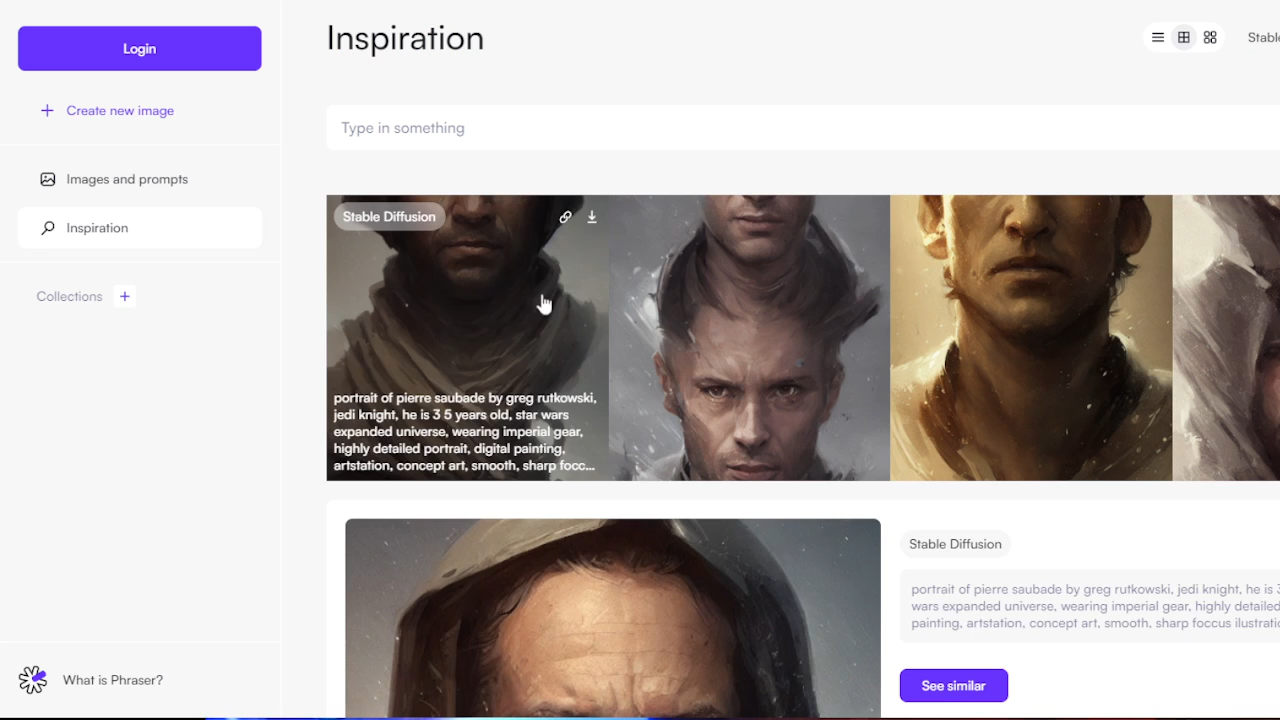 Login
Inspiration
Stable
Create new image
Type in something
Images and prompts
Inspiration
Collections
Stable Diffusion
portrait of pierre saubade by greg rutkowski,
jedi knight, he is 3 5 years old, star wars
expanded universe, wearing imperial gear,
highly detailed portrait, digital painting,
artstation, concept art, smooth, sharp focc...
Stable Diffusion
portrait of pierre saubade by greg rutkowski, jedi knight, he is 3
wars expanded universe, wearing imperial gear, highly detailed
painting, artstation, concept art, smooth, sharp foccus ilustratio
See similar
What is Phraser?